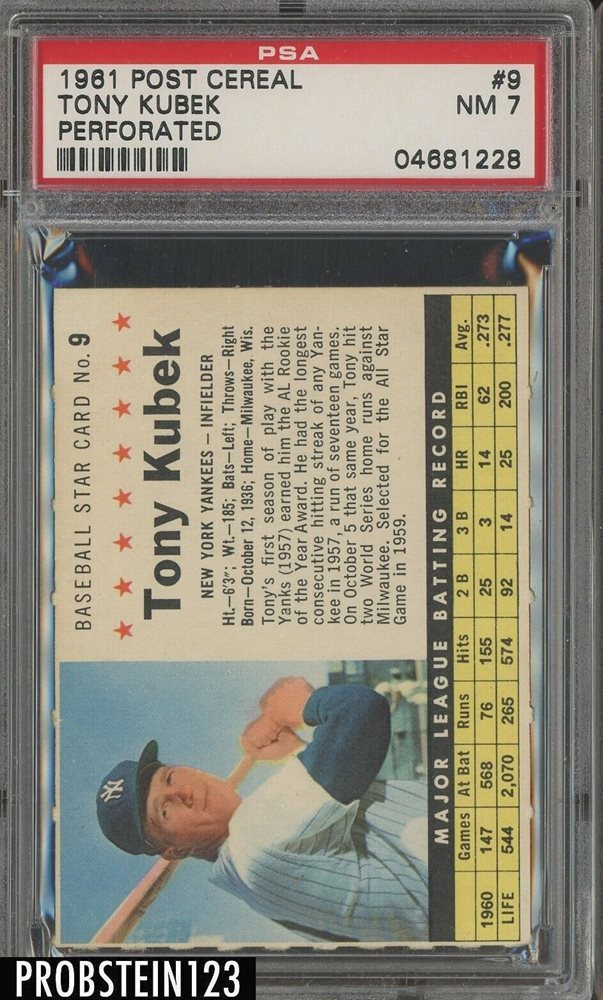 PSA
1961 POST CEREAL #9
TONY KUBEK NM 7
PERFORATED
04681228
BASEBALL STAR CARD No. 9
Tony Kubek
NEW YORK YANKEES — INFIELDER
Ht.—6'3"; Wt.—185; Bats—Left; Throws—Right
Born—October 12, 1936; Home—Milwaukee, Wis.
Tony's first season of play with the
Yanks (1957) earned him the AL Rookie
of the Year Award. He had the longest
consecutive hitting streak of any Yan-
kee in 1957, a run of seventeen games.
On October 5 that same year, Tony hit
two World Series home runs against
Milwaukee. Selected for the All Star
Game in 1959.
NY
MAJOR LEAGUE BATTING RECORD
Games At Bat Runs Hits 2 B 3 B HR RBI Avg.
1960 147 568 76 155 25 3 14 62 .273
LIFE 544 2,070 265 574 92 14 25 200 .277
PROBSTEIN123